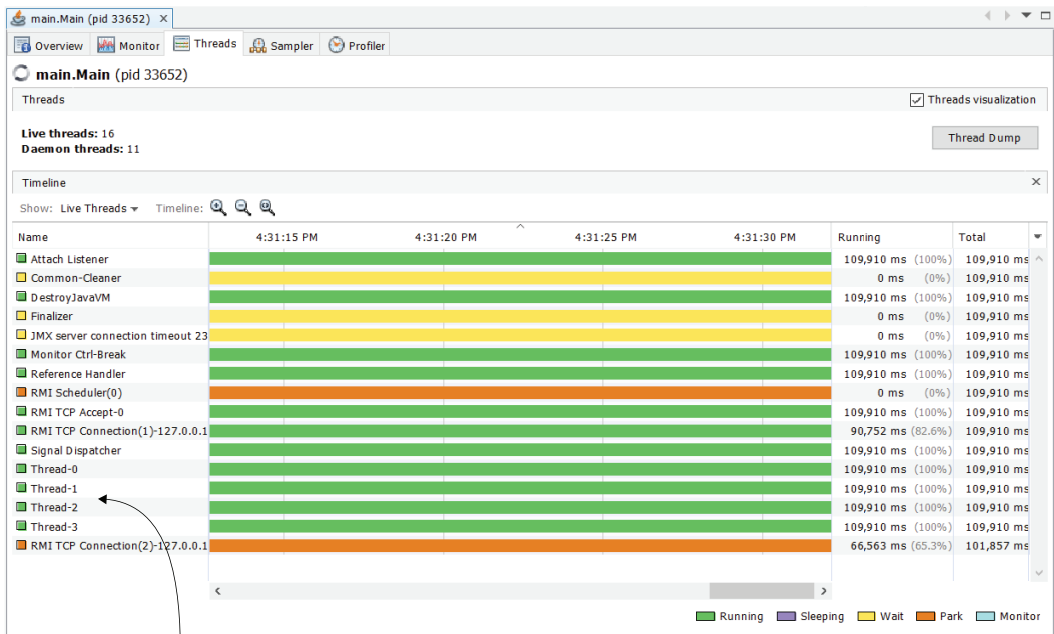 main.Main (pid 33652) ×
Overview Monitor Threads Sampler Profiler
main.Main (pid 33652)
Threads Threads visualization
Live threads: 16
Daemon threads: 11
Thread Dump
Timeline ×
Show: Live Threads Timeline:
Name 4:31:15 PM 4:31:20 PM 4:31:25 PM 4:31:30 PM Running Total
Attach Listener 109,910 ms (100%) 109,910 ms
Common-Cleaner 0 ms (0%) 109,910 ms
DestroyJavaVM 109,910 ms (100%) 109,910 ms
Finalizer 0 ms (0%) 109,910 ms
JMX server connection timeout 23 0 ms (0%) 109,910 ms
Monitor Ctrl-Break 109,910 ms (100%) 109,910 ms
Reference Handler 109,910 ms (100%) 109,910 ms
RMI Scheduler(0) 0 ms (0%) 109,910 ms
RMI TCP Accept-0 109,910 ms (100%) 109,910 ms
RMI TCP Connection(1)-127.0.0.1 90,752 ms (82.6%) 109,910 ms
Signal Dispatcher 109,910 ms (100%) 109,910 ms
Thread-0 109,910 ms (100%) 109,910 ms
Thread-1 109,910 ms (100%) 109,910 ms
Thread-2 109,910 ms (100%) 109,910 ms
Thread-3 109,910 ms (100%) 109,910 ms
RMI TCP Connection(2)-127.0.0.1 66,563 ms (65.3%) 101,857 ms
Running Sleeping Wait Park Monitor